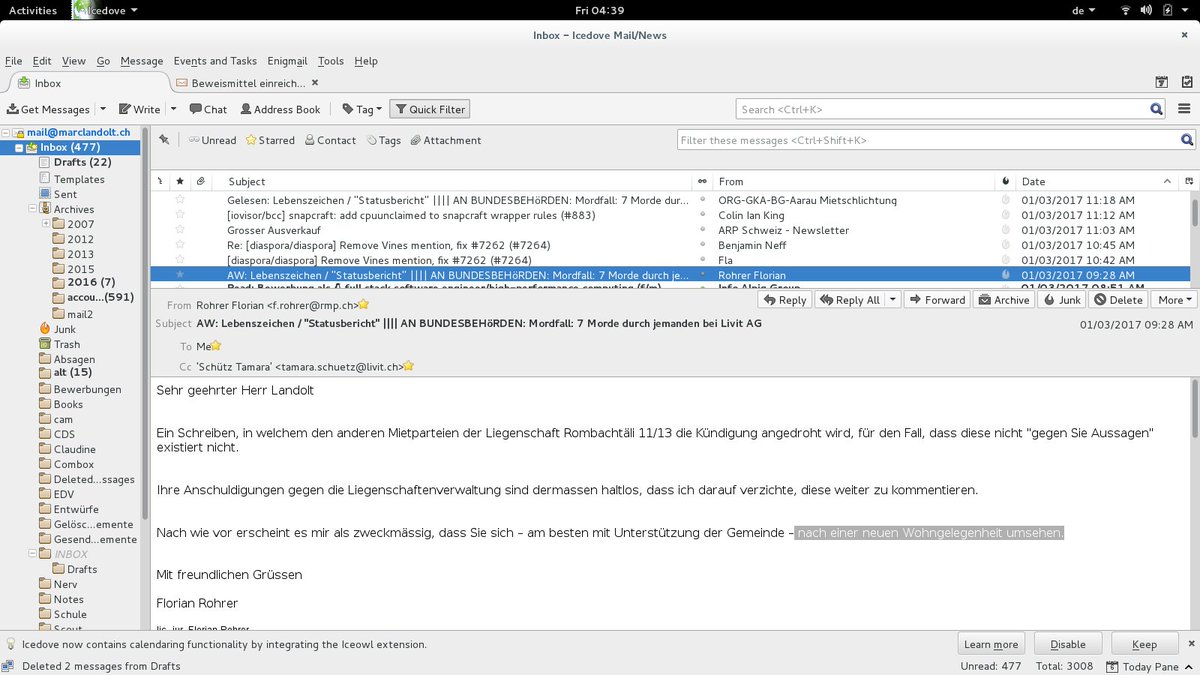 Activities
Icedove
Fri 04:39
de
Inbox – Icedove Mail/News
File Edit View Go Message Events and Tasks Enigmail Tools Help
Inbox
Beweismittel einreich...
Get Messages Write Chat Address Book Tag Quick Filter
Search <Ctrl+K>
Unread Starred Contact Tags Attachment
Filter these messages <Ctrl+Shift+K>
mail@marclandolt.ch
Inbox (477)
Drafts (22)
Templates
Sent
Archives
2007
2012
2013
2015
2016 (7)
accou...(591)
mail2
Junk
Trash
Absagen
alt (15)
Bewerbungen
Books
cam
CDS
Claudine
Combox
Deleted...ssages
EDV
Entwürfe
Gelösc...emente
Gesend...emente
INBOX
Drafts
Nerv
Notes
Schule
Scout
Subject From Date
Gelesen: Lebenszeichen / "Statusbericht" |||| AN BUNDESBEHöRDEN: Mordfall: 7 Morde dur... ORG-GKA-BG-Aarau Mietschlichtung 01/03/2017 11:18 AM
[iovisor/bcc] snapcraft: add cpuunclaimed to snapcraft wrapper rules (#883) Colin Ian King 01/03/2017 11:12 AM
Grosser Ausverkauf ARP Schweiz - Newsletter 01/03/2017 11:03 AM
Re: [diaspora/diaspora] Remove Vines mention, fix #7262 (#7264) Benjamin Neff 01/03/2017 10:45 AM
[diaspora/diaspora] Remove Vines mention, fix #7262 (#7264) Fla 01/03/2017 10:42 AM
AW: Lebenszeichen / "Statusbericht" |||| AN BUNDESBEHöRDEN: Mordfall: 7 Morde durch je... Rohrer Florian 01/03/2017 09:28 AM
Read: Bewerbung als full stack software engineer/high-performance computing (f/m) Info Alpiq Group 01/03/2017 08:51 AM
From Rohrer Florian <f.rohrer@rmp.ch>
Reply Reply All Forward Archive Junk Delete More
Subject AW: Lebenszeichen / "Statusbericht" |||| AN BUNDESBEHöRDEN: Mordfall: 7 Morde durch jemanden bei Livit AG
01/03/2017 09:28 AM
To Me
Cc 'Schütz Tamara' <tamara.schuetz@livit.ch>
Sehr geehrter Herr Landolt
Ein Schreiben, in welchem den anderen Mietparteien der Liegenschaft Rombachtäli 11/13 die Kündigung angedroht wird, für den Fall, dass diese nicht "gegen Sie Aussagen"
existiert nicht.
Ihre Anschuldigungen gegen die Liegenschaftenverwaltung sind dermassen haltlos, dass ich darauf verzichte, diese weiter zu kommentieren.
Nach wie vor erscheint es mir als zweckmässig, dass Sie sich – am besten mit Unterstützung der Gemeinde – nach einer neuen Wohngelegenheit umsehen.
Mit freundlichen Grüssen
Florian Rohrer
lic. iur. Florian Rohrer
Icedove now contains calendaring functionality by integrating the Iceowl extension.
Learn more Disable Keep
Deleted 2 messages from Drafts
Unread: 477 Total: 3008 Today Pane